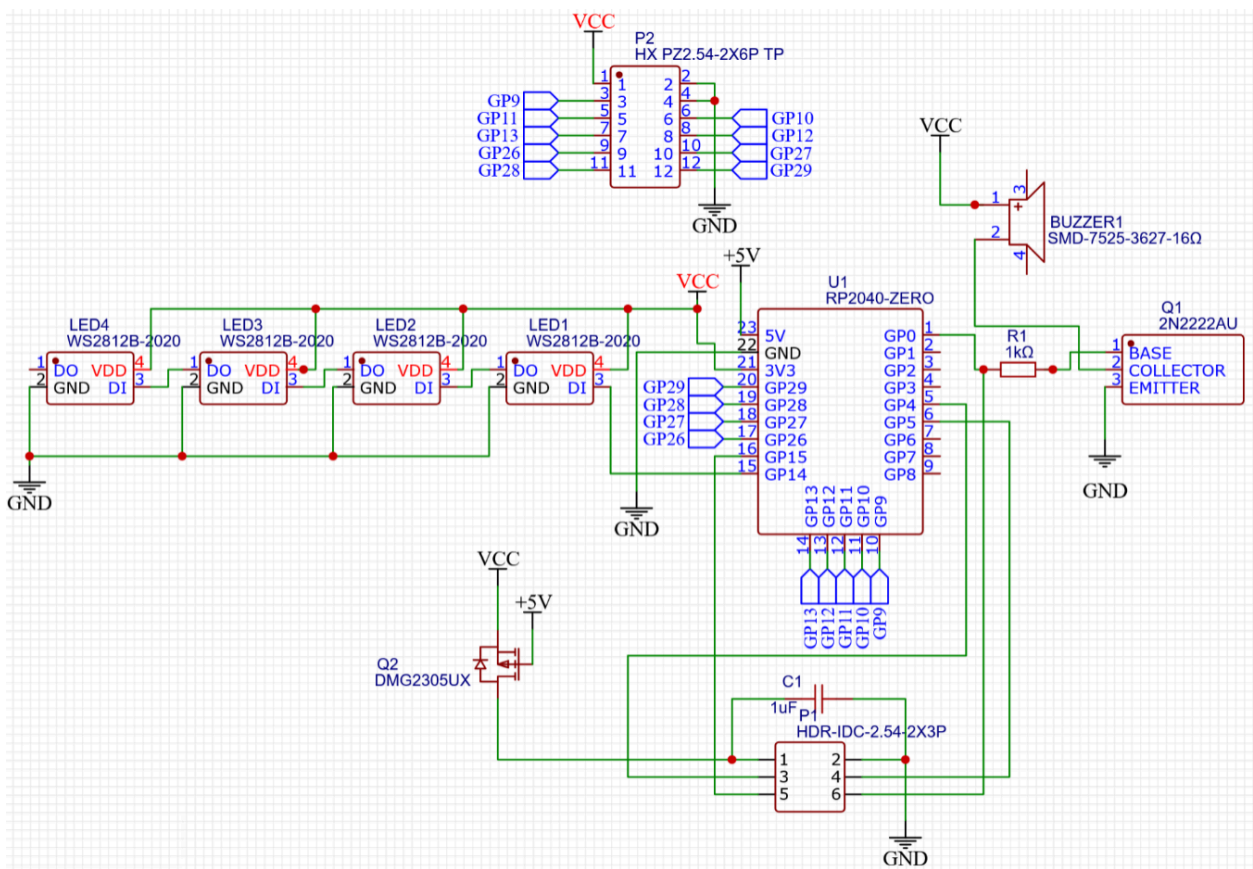 VCC
P2
HX PZ2.54-2X6P TP
1 1 2 2
GP9 3 3 4 4
GP11 5 5 6 6 GP10
GP13 7 7 8 8 GP12
GP26 9 9 10 10 GP27
GP28 11 11 12 12 GP29
GND
VCC
1 + 3
2 4
BUZZER1
SMD-7525-3627-16Ω
+5V
VCC
U1
RP2040-ZERO
23 5V GP0 1
22 GND GP1 2
21 3V3 GP2 3
GP29 20 GP29 GP3 4
GP28 19 GP28 GP4 5
GP27 18 GP27 GP5 6
GP26 17 GP26 GP6 7
16 GP15 GP7 8
15 GP14 GP8 9
GP13 GP12 GP11 GP10 GP9
14 13 12 11 10
GP13 GP12 GP11 GP10 GP9
R1
1kΩ
Q1
2N2222AU
1 BASE
2 COLLECTOR
3 EMITTER
GND
LED4
WS2812B-2020
1 DO VDD 4
2 GND DI 3
LED3
WS2812B-2020
1 DO VDD 4
2 GND DI 3
LED2
WS2812B-2020
1 DO VDD 4
2 GND DI 3
LED1
WS2812B-2020
1 DO VDD 4
2 GND DI 3
GND
GND
VCC
+5V
Q2
DMG2305UX
C1
1uF
P1
HDR-IDC-2.54-2X3P
1 2
3 4
5 6
GND